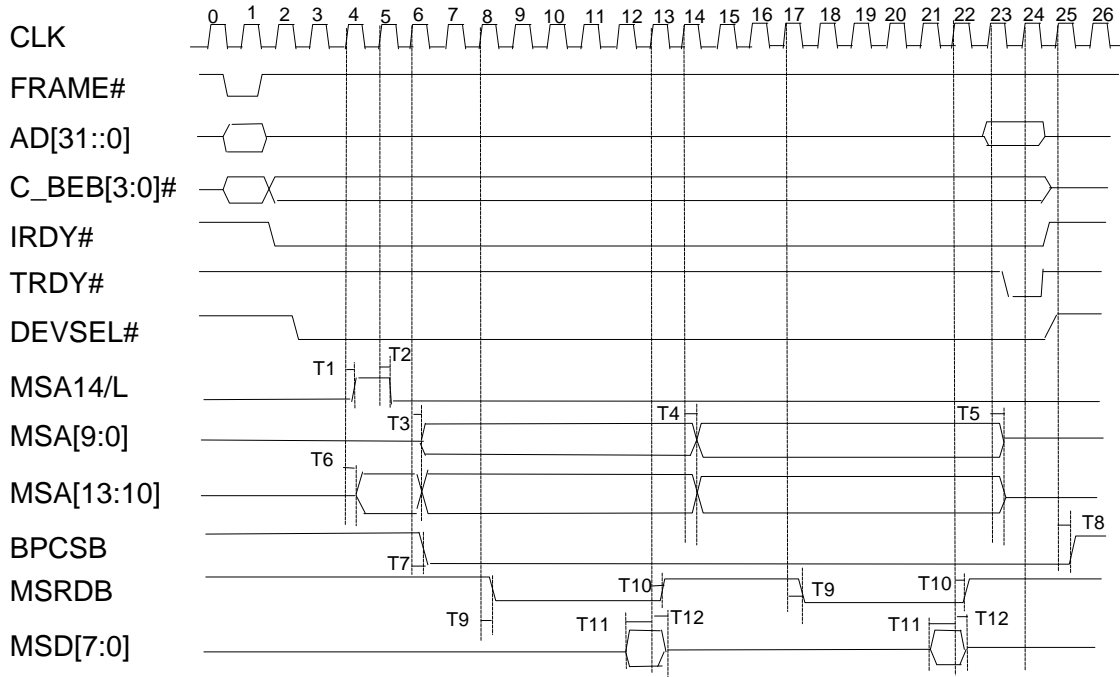 0 1 2 3 4 5 6 7 8 9 10 11 12 13 14 15 16 17 18 19 20 21 22 23 24 25 26
CLK
FRAME#
AD[31::0]
C_BEB[3:0]#
IRDY#
TRDY#
DEVSEL#
T1 T2
MSA14/L
T3 T4 T5
MSA[9:0]
T6
MSA[13:10]
T8
BPCSB
T7
T10 T9 T10
MSRDB
T9 T11 T12 T11 T12
MSD[7:0]